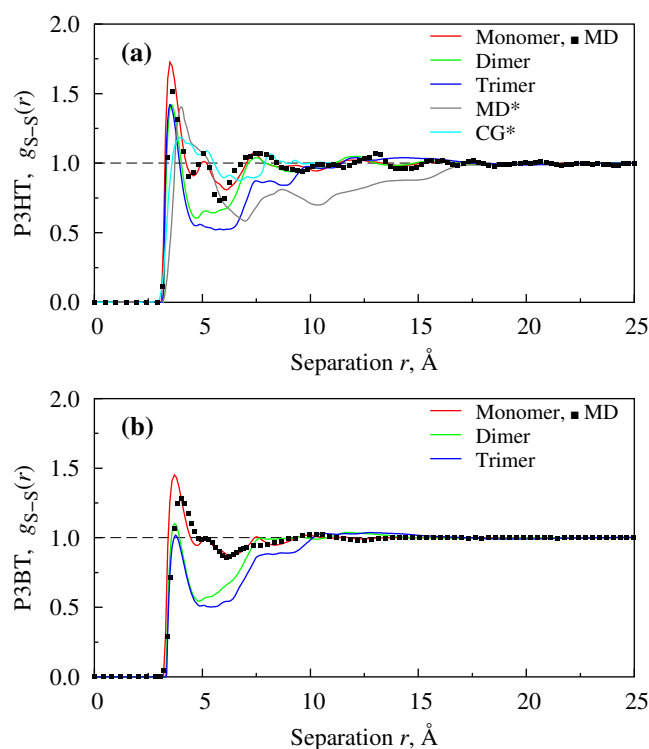 2.0
(a)
Monomer, ■ MD
Dimer
1.5
Trimer
MD*
CG*
1.0
0.5
0.0
P3HT, g_{S–S}(r)
0 5 10 15 20 25
Separation r, Å
2.0
(b)
Monomer, ■ MD
Dimer
1.5
Trimer
1.0
0.5
0.0
P3BT, g_{S–S}(r)
0 5 10 15 20 25
Separation r, Å